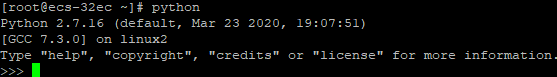 [root@ecs-32ec ~]# python
Python 2.7.16 (default, Mar 23 2020, 19:07:51)
[GCC 7.3.0] on linux2
Type "help", "copyright", "credits" or "license" for more information.
>>>